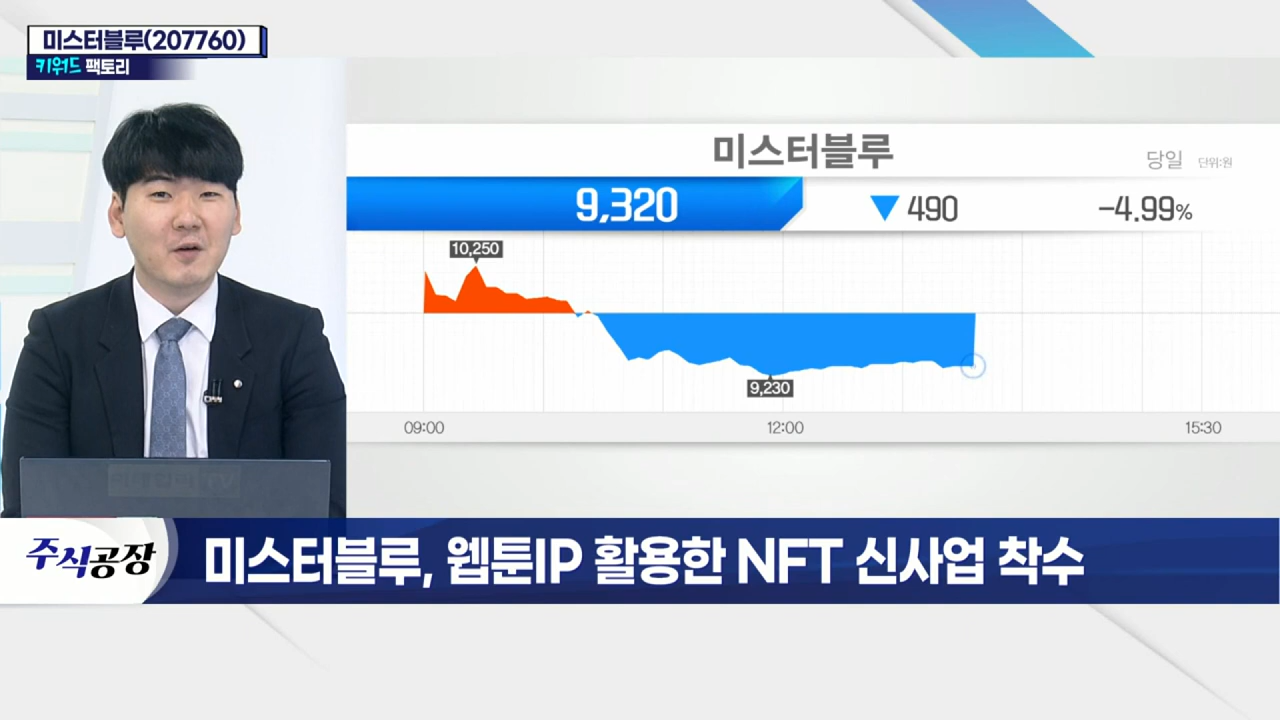 미스터블루(207760)
키워드 팩토리
미스터블루
당일 단위:원
9,320 ▼ 490 -4.99%
10,250
9,230
09:00 12:00 15:30
주식공장
미스터블루, 웹툰IP 활용한 NFT 신사업 착수